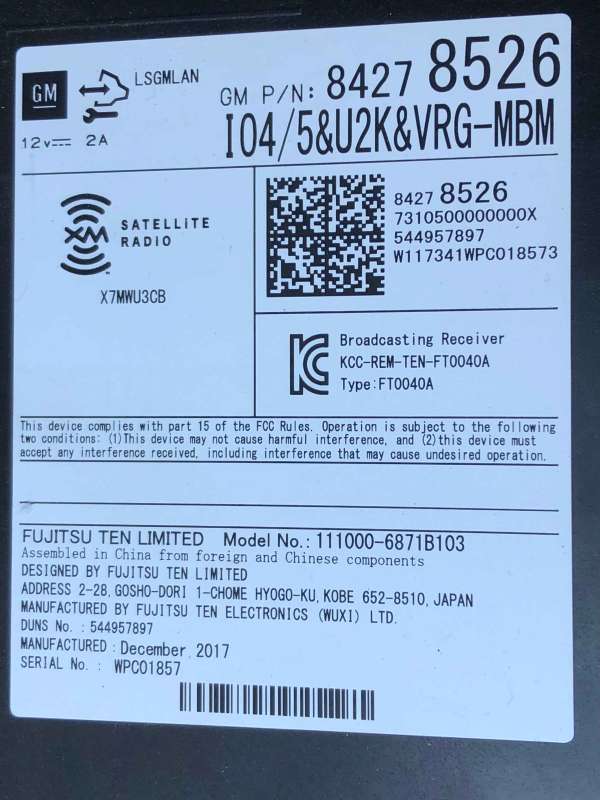 GM
LSGMLAN
12v 2A
GM P/N: 8427 8526
IO4/5&U2K&VRG-MBM
XM SATELLITE
RADIO
X7MWU3CB
8427 8526
7310500000000X
544957897
W117341WPC018573
Broadcasting Receiver
KCC-REM-TEN-FT0040A
Type:FT0040A
This device complies with part 15 of the FCC Rules. Operation is subject to the following
two conditions: (1)This device may not cause harmful interference, and (2)this device must
accept any interference received, including interference that may cause undesired operation.
FUJITSU TEN LIMITED Model No.: 111000-6871B103
Assembled in China from foreign and Chinese components
DESIGNED BY FUJITSU TEN LIMITED
ADDRESS 2-28, GOSHO-DORI 1-CHOME HYOGO-KU, KOBE 652-8510, JAPAN
MANUFACTURED BY FUJITSU TEN ELECTRONICS (WUXI) LTD.
DUNS No. : 544957897
MANUFACTURED : December, 2017
SERIAL No. : WPC01857